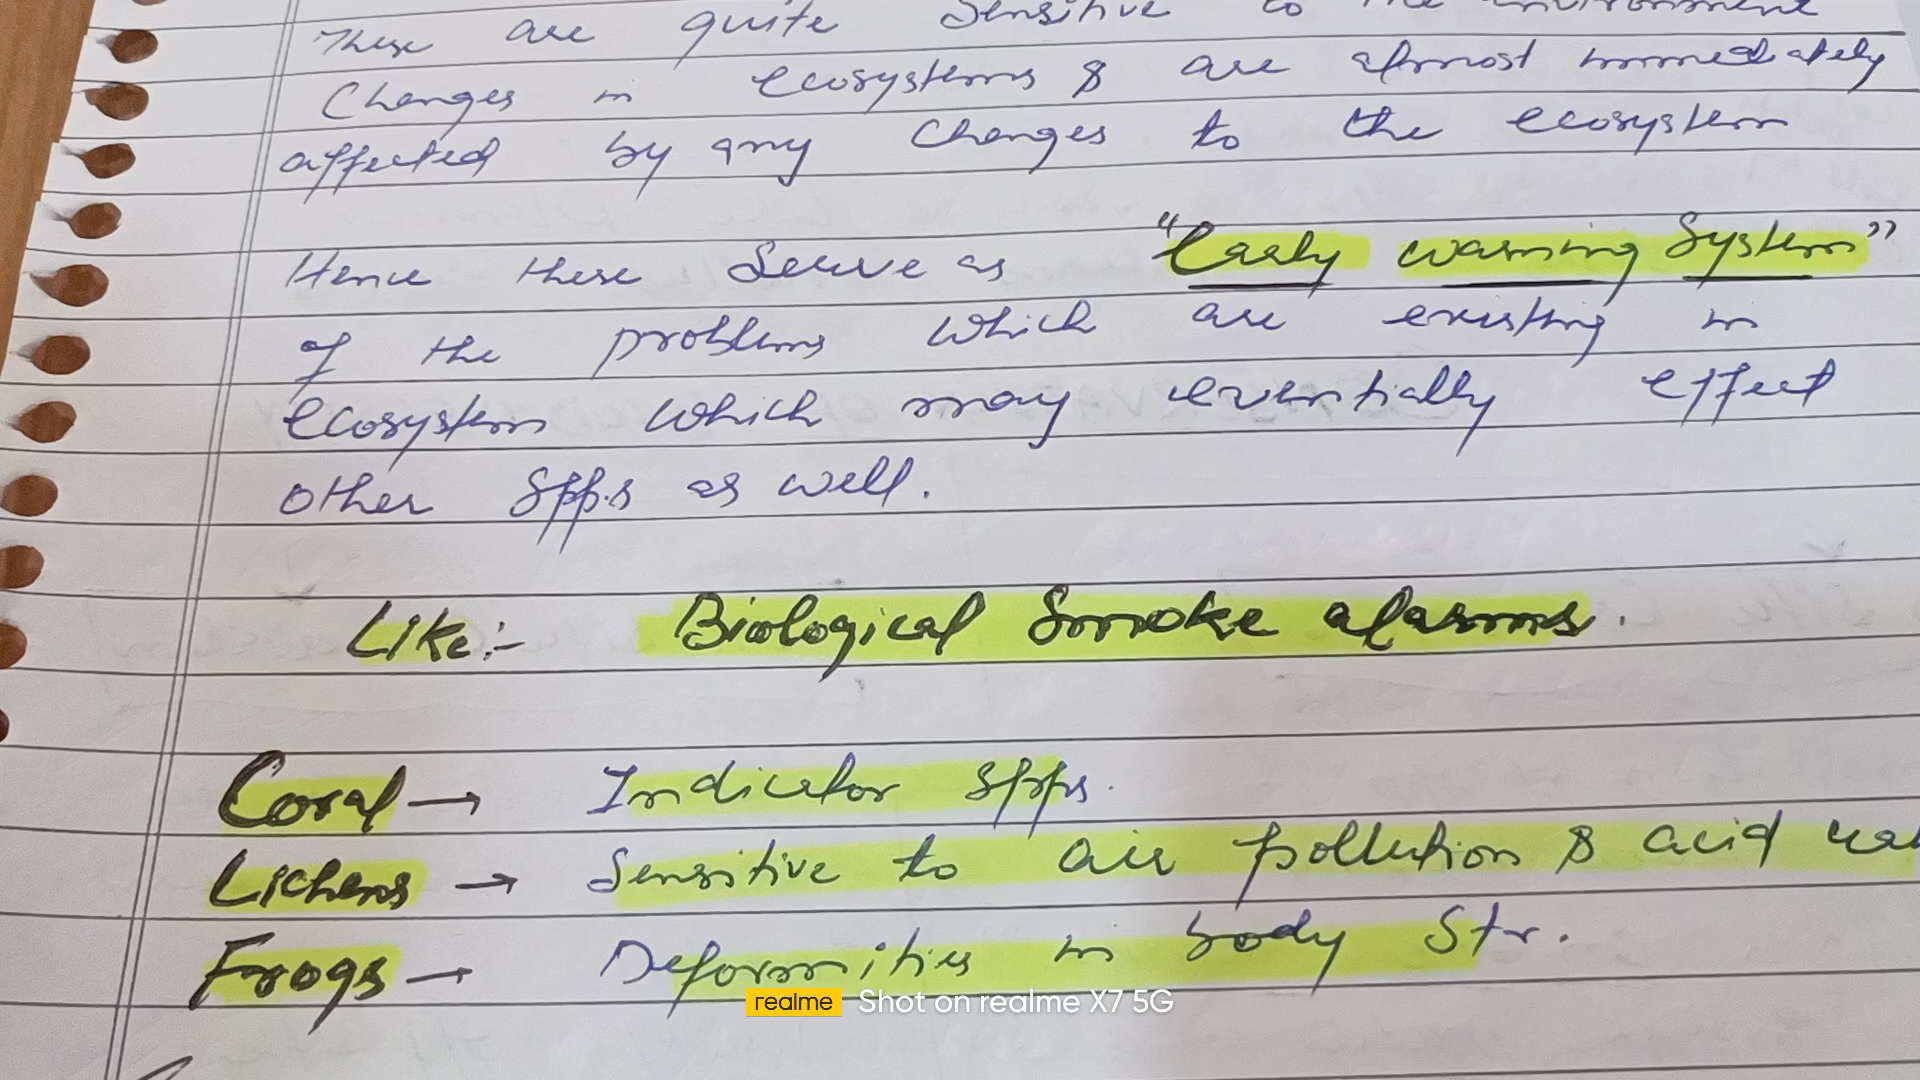 These are quite Sensitive to the environment
Changes in ecosystems & are almost immediately
affected by any Changes to the ecosystem
Hence these Serve as "Early warning System"
of the problems which are existing in
ecosystem which may eventially effect
other Spp.s as well.
Like:- Biological Smoke alarms.
Coral → Indicator Spps.
Lichens → Sensitive to air pollution & acid
Frogs → Deformities in body Str.
realme Shot on realme X7 5G